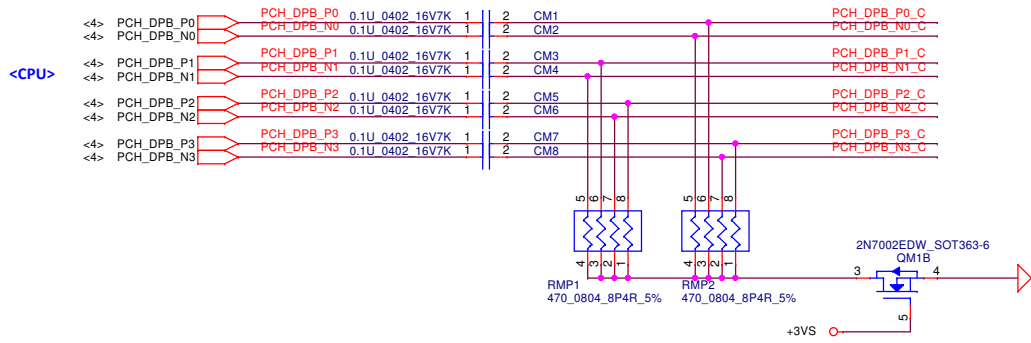 <4> PCH_DPB_P0 PCH_DPB_P0 0.1U_0402_16V7K 1 2 CM1 PCH_DPB_P0_C
<4> PCH_DPB_N0 PCH_DPB_N0 0.1U_0402_16V7K 1 2 CM2 PCH_DPB_N0_C
<4> PCH_DPB_P1 PCH_DPB_P1 0.1U_0402_16V7K 1 2 CM3 PCH_DPB_P1_C
<CPU>
<4> PCH_DPB_N1 PCH_DPB_N1 0.1U_0402_16V7K 1 2 CM4 PCH_DPB_N1_C
<4> PCH_DPB_P2 PCH_DPB_P2 0.1U_0402_16V7K 1 2 CM5 PCH_DPB_P2_C
<4> PCH_DPB_N2 PCH_DPB_N2 0.1U_0402_16V7K 1 2 CM6 PCH_DPB_N2_C
<4> PCH_DPB_P3 PCH_DPB_P3 0.1U_0402_16V7K 1 2 CM7 PCH_DPB_P3_C
<4> PCH_DPB_N3 PCH_DPB_N3 0.1U_0402_16V7K 1 2 CM8 PCH_DPB_N3_C
5 6 7 8 5 6 7 8
4 3 2 1 4 3 2 1
RMP1
470_0804_8P4R_5%
RMP2
470_0804_8P4R_5%
2N7002EDW_SOT363-6
QM1B
3 4
5
+3VS